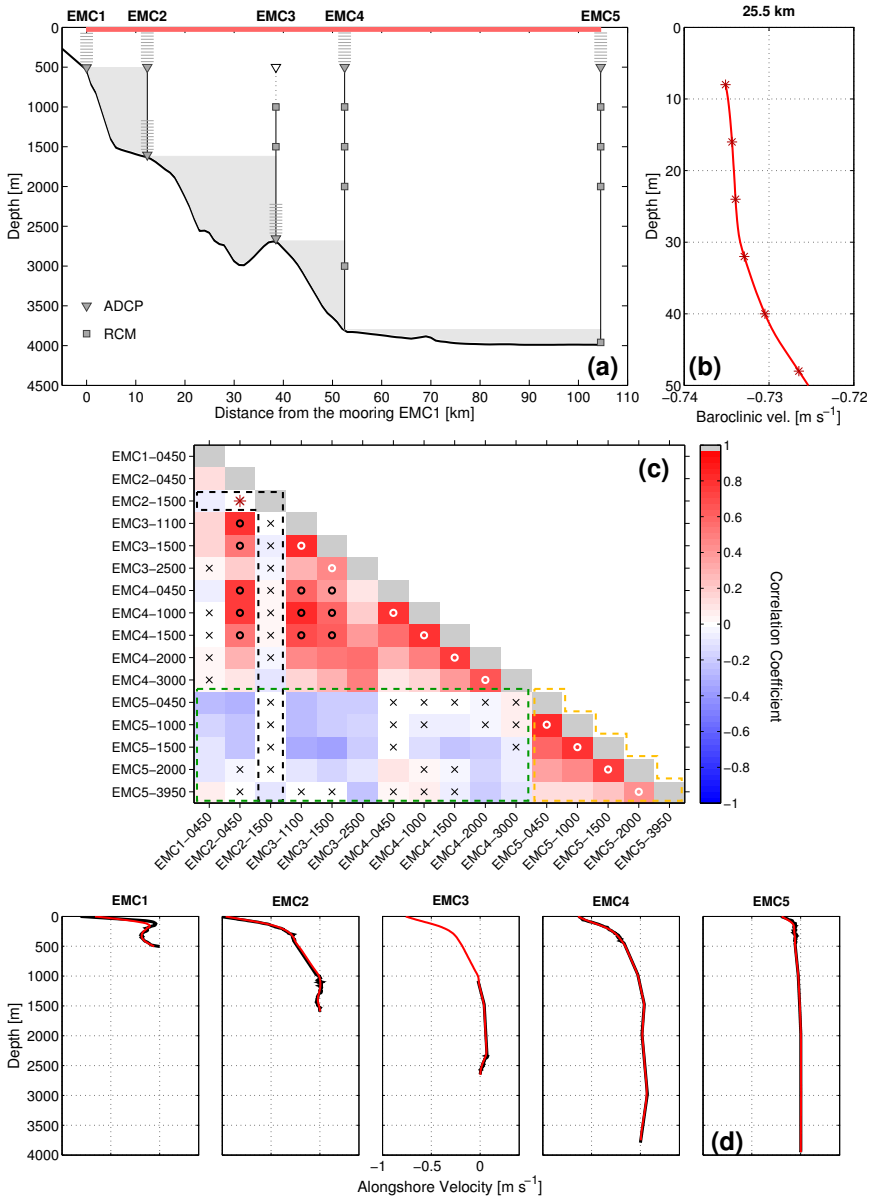 EMC1 EMC2 EMC3 EMC4 EMC5
0
500
1000
1500
2000
2500
3000
3500
4000
4500
Depth [m]
ADCP
RCM
(a)
0 10 20 30 40 50 60 70 80 90 100 110
Distance from the mooring EMC1 [km]
25.5 km
0
10
20
30
40
50
Depth [m]
(b)
−0.74 −0.73 −0.72
Baroclinic vel. [m s−1]
(c)
EMC1−0450
EMC2−0450
EMC2−1500
EMC3−1100
EMC3−1500
EMC3−2500
EMC4−0450
EMC4−1000
EMC4−1500
EMC4−2000
EMC4−3000
EMC5−0450
EMC5−1000
EMC5−1500
EMC5−2000
EMC5−3950
EMC1−0450 EMC2−0450 EMC2−1500 EMC3−1100 EMC3−1500 EMC3−2500 EMC4−0450 EMC4−1000 EMC4−1500 EMC4−2000 EMC4−3000 EMC5−0450 EMC5−1000 EMC5−1500 EMC5−2000 EMC5−3950
1
0.8
0.6
0.4
0.2
0
−0.2
−0.4
−0.6
−0.8
−1
Correlation Coefficient
EMC1 EMC2 EMC3 EMC4 EMC5
0
500
1000
1500
2000
2500
3000
3500
4000
Depth [m]
(d)
−1 −0.5 0
Alongshore Velocity [m s−1]